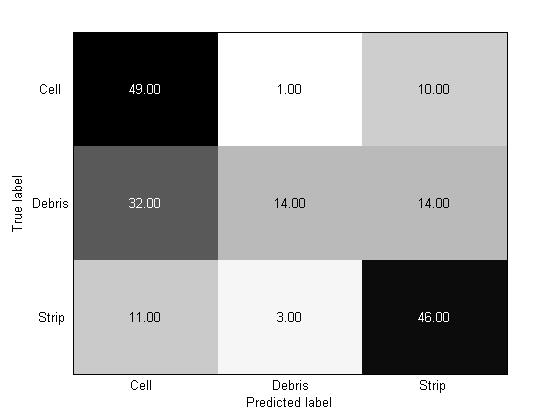 Cell 49.00 1.00 10.00
True label
Debris 32.00 14.00 14.00
Strip 11.00 3.00 46.00
Cell Debris Strip
Predicted label